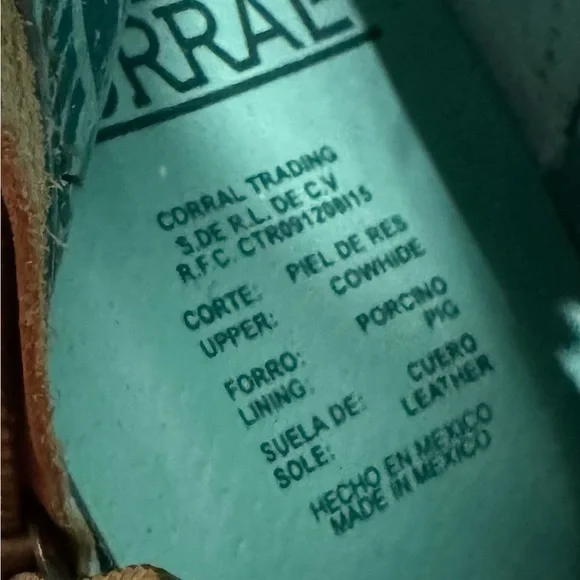 CORRAL
CORRAL TRADING
S.DE R.L. DE C.V
R.F.C. CTR091208I15
CORTE: PIEL DE RES
UPPER: COWHIDE
FORRO: PORCINO
LINING: PIG
SUELA DE: CUERO
SOLE: LEATHER
HECHO EN MEXICO
MADE IN MEXICO